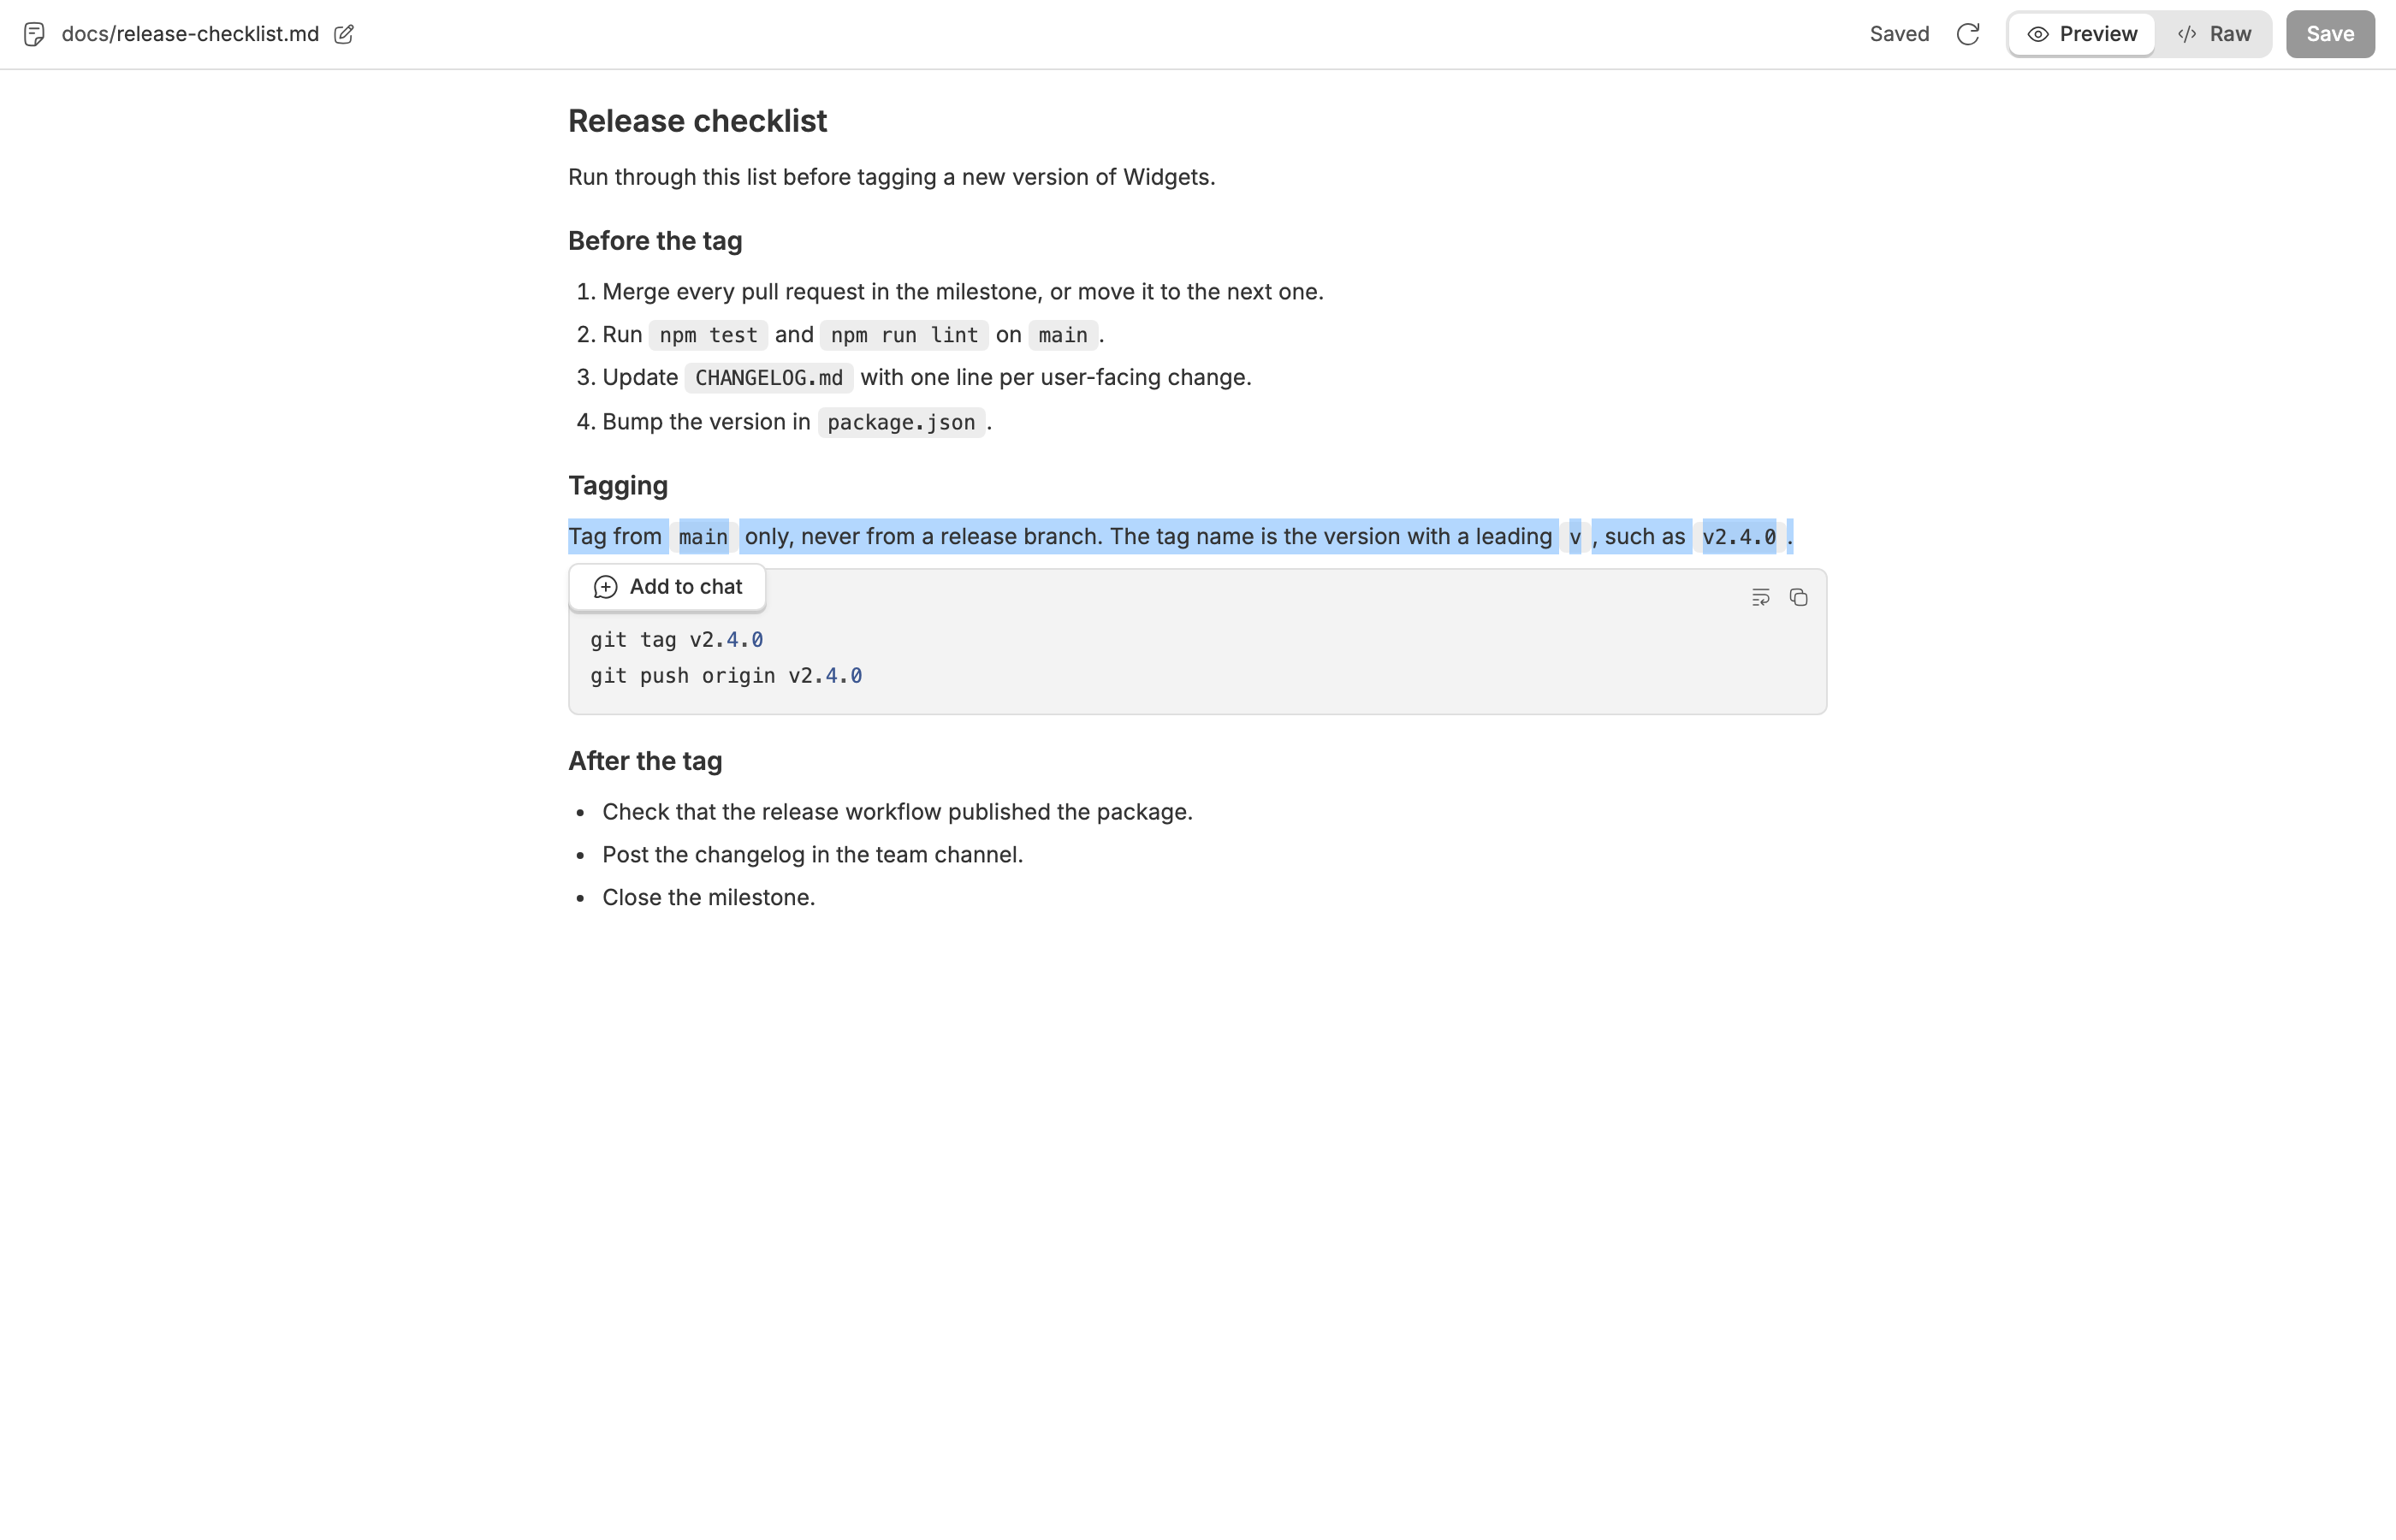 docs/release-checklist.md
Saved
Preview
Raw
Save
Release checklist
Run through this list before tagging a new version of Widgets.
Before the tag
1. Merge every pull request in the milestone, or move it to the next one.
2. Run npm test and npm run lint on main.
3. Update CHANGELOG.md with one line per user-facing change.
4. Bump the version in package.json.
Tagging
Tag from main only, never from a release branch. The tag name is the version with a leading v, such as v2.4.0.
Add to chat
git tag v2.4.0
git push origin v2.4.0
After the tag
• Check that the release workflow published the package.
• Post the changelog in the team channel.
• Close the milestone.